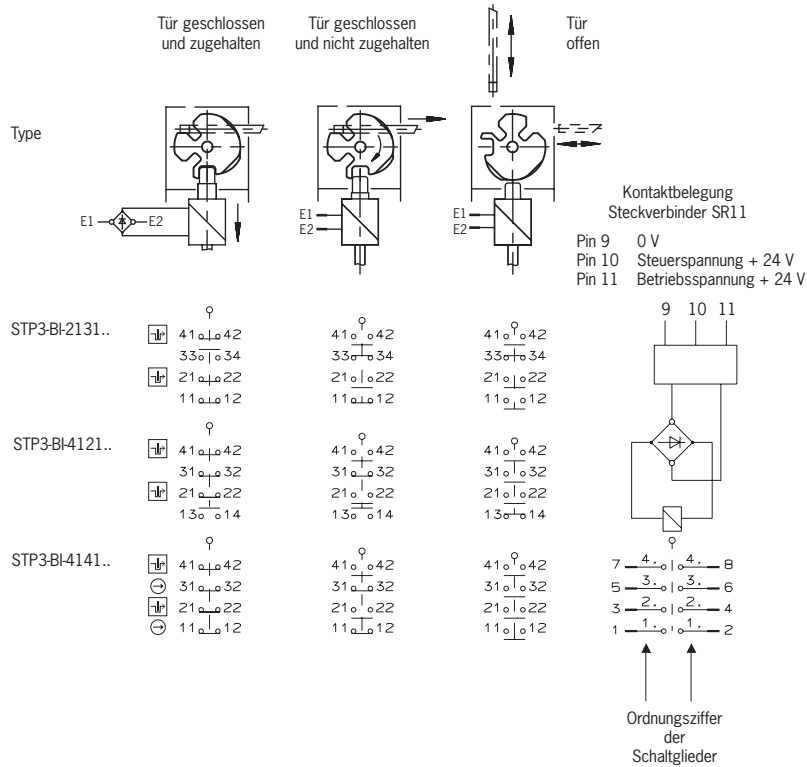 Tür geschlossen
und zugehalten
Tür geschlossen
und nicht zugehalten
Tür
offen
Type
E1
E2
E1
E2
E1
E2
Kontaktbelegung
Steckverbinder SR11
Pin 9 0 V
Pin 10 Steuerspannung + 24 V
Pin 11 Betriebsspannung + 24 V
9 10 11
STP3-BI-2131..
41 42 41 42 41 42
33 34 33 34 33 34
21 22 21 22 21 22
11 12 11 12 11 12
STP3-BI-4121..
41 42 41 42 41 42
31 32 31 32 31 32
21 22 21 22 21 22
13 14 13 14 13 14
STP3-BI-4141..
41 42 41 42 41 42
31 32 31 32 31 32
21 22 21 22 21 22
11 12 11 12 11 12
7 4. 4. 8
5 3. 3. 6
3 2. 2. 4
1 1. 1. 2
Ordnungsziffer
der
Schaltglieder